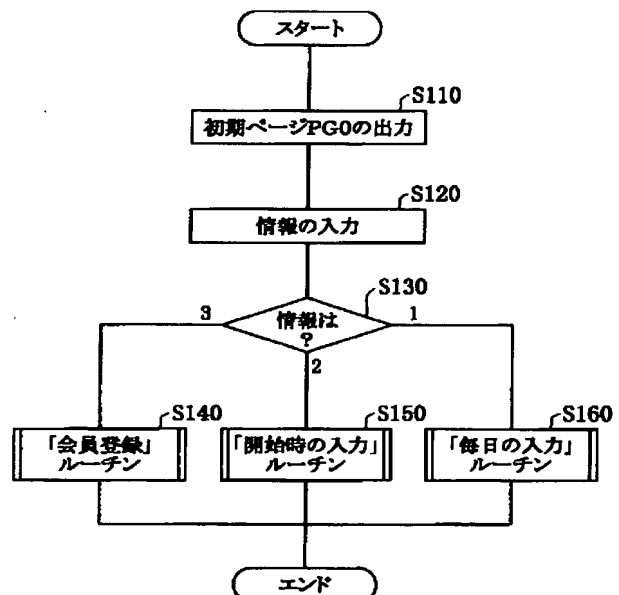 スタート
S110
初期ページPG0の出力
S120
情報の入力
S130
情報は
?
3
1
2
S140
「会員登録」
ルーチン
S150
「開始時の入力」
ルーチン
S160
「毎日の入力」
ルーチン
エンド